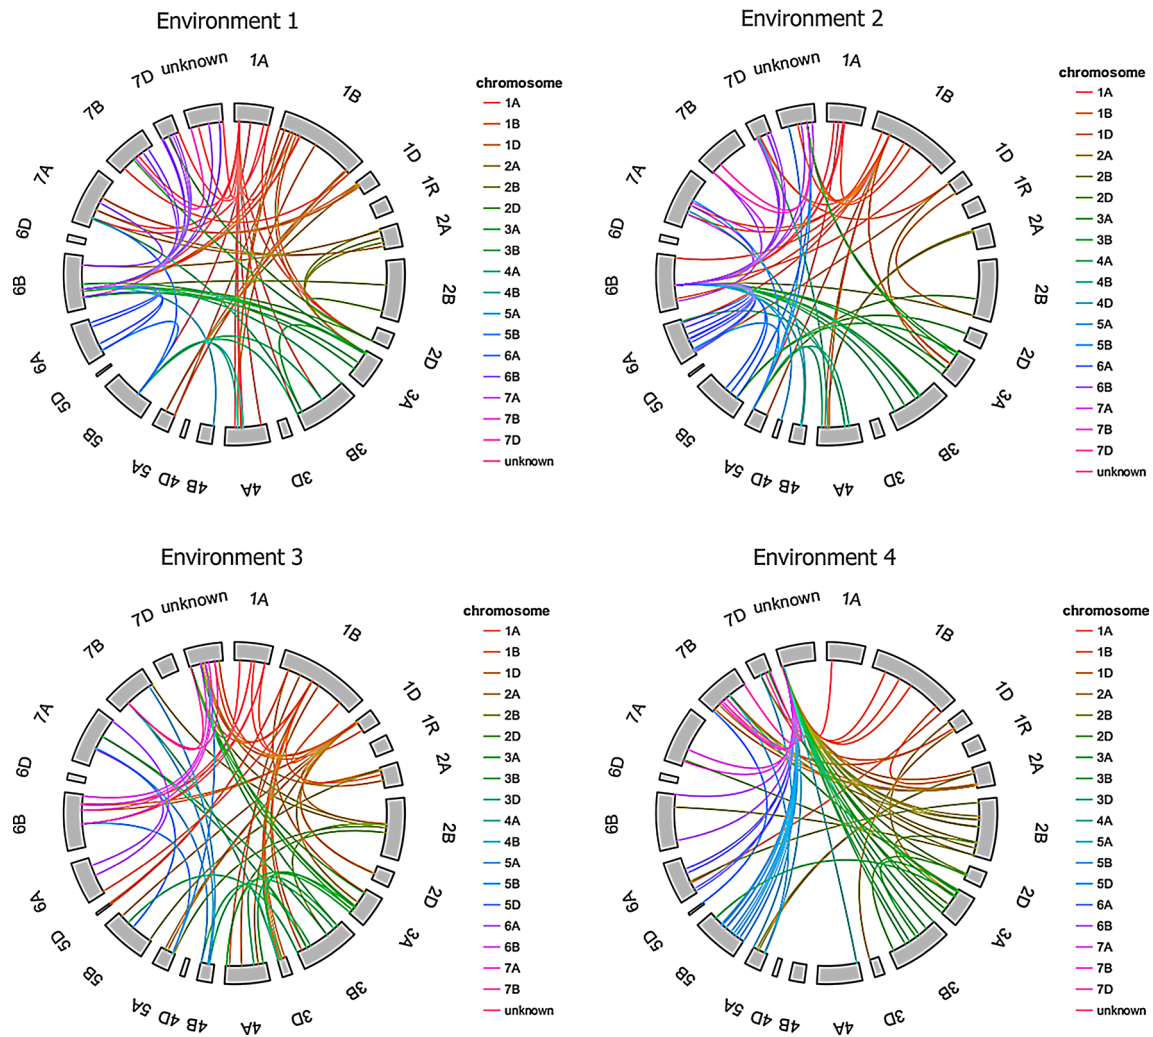 Environment 1
unknown
1A
1B
1D
1R
2A
2B
2D
3A
3B
3D
4A
4B
4D
5A
5B
5D
6A
6B
6D
7A
7B
7D
chromosome
1A
1B
1D
2A
2B
2D
3A
3B
4A
4B
5A
5B
6A
6B
7A
7B
7D
unknown
Environment 2
unknown
1A
1B
1D
1R
2A
2B
2D
3A
3B
3D
4A
4B
4D
5A
5B
5D
6A
6B
6D
7A
7B
7D
chromosome
1A
1B
1D
2A
2B
2D
3A
3B
4A
4B
4D
5A
5B
6A
6B
7A
7B
7D
unknown
Environment 3
unknown
1A
1B
1D
1R
2A
2B
2D
3A
3B
3D
4A
4B
4D
5A
5B
5D
6A
6B
6D
7A
7B
7D
chromosome
1A
1B
1D
2A
2B
2D
3A
3B
3D
4A
4B
5A
5B
5D
6A
6B
7A
7B
unknown
Environment 4
unknown
1A
1B
1D
1R
2A
2B
2D
3A
3B
3D
4A
4B
4D
5A
5B
5D
6A
6B
6D
7A
7B
7D
chromosome
1A
1B
1D
2A
2B
2D
3A
3B
3D
4A
5A
5B
5D
6A
6B
7A
7B
7D
unknown